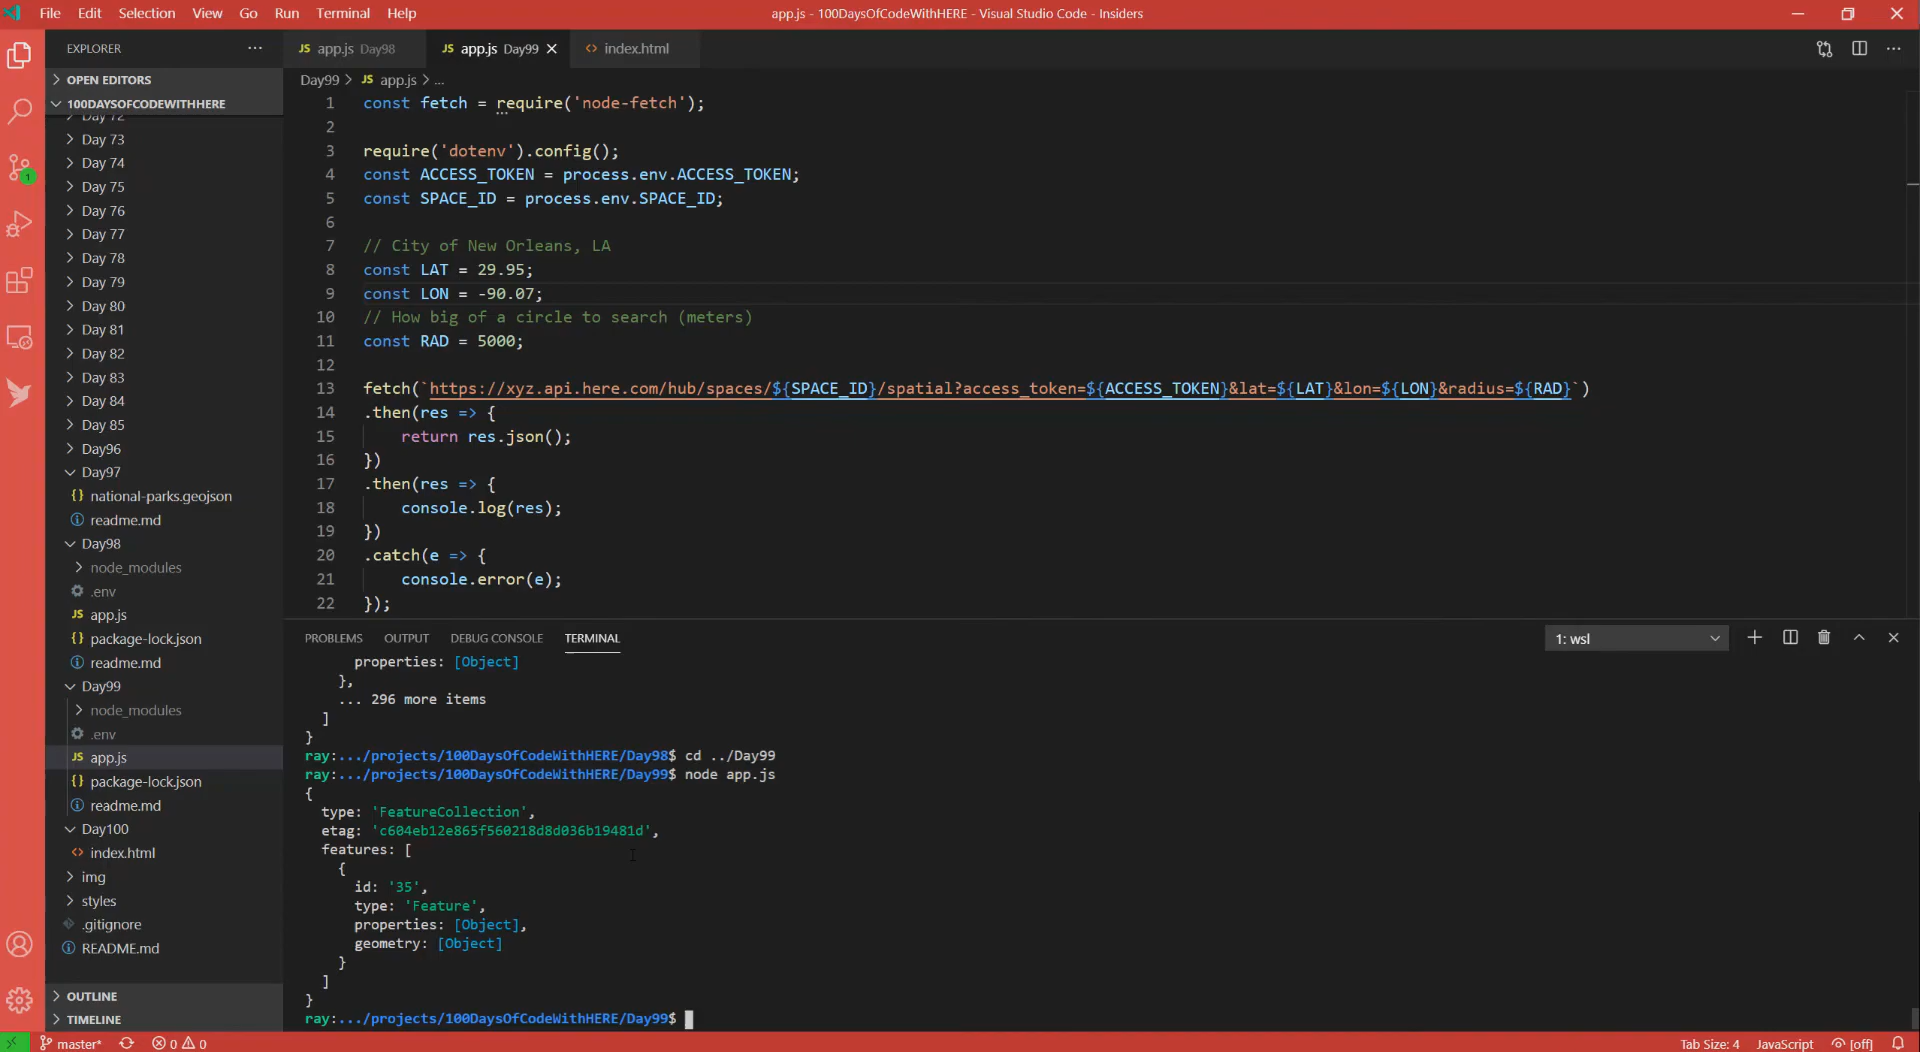 File Edit Selection View Go Run Terminal Help
app.js - 100DaysOfCodeWithHERE - Visual Studio Code - Insiders
EXPLORER
OPEN EDITORS
100DAYSOFCODEWITHHERE
Day 72
Day 73
Day 74
Day 75
Day 76
Day 77
Day 78
Day 79
Day 80
Day 81
Day 82
Day 83
Day 84
Day 85
Day96
Day97
{} national-parks.geojson
readme.md
Day98
node_modules
.env
JS app.js
{} package-lock.json
readme.md
Day99
node_modules
.env
JS app.js
{} package-lock.json
readme.md
Day100
<> index.html
img
styles
.gitignore
README.md
OUTLINE
TIMELINE
1
JS app.js Day98
JS app.js Day99
<> index.html
Day99 > JS app.js > ...
1 const fetch = require('node-fetch');
2
3 require('dotenv').config();
4 const ACCESS_TOKEN = process.env.ACCESS_TOKEN;
5 const SPACE_ID = process.env.SPACE_ID;
6
7 // City of New Orleans, LA
8 const LAT = 29.95;
9 const LON = -90.07;
10 // How big of a circle to search (meters)
11 const RAD = 5000;
12
13 fetch(`https://xyz.api.here.com/hub/spaces/${SPACE_ID}/spatial?access_token=${ACCESS_TOKEN}&lat=${LAT}&lon=${LON}&radius=${RAD}`)
14 .then(res => {
15 return res.json();
16 })
17 .then(res => {
18 console.log(res);
19 })
20 .catch(e => {
21 console.error(e);
22 });
PROBLEMS OUTPUT DEBUG CONSOLE TERMINAL
1: wsl
properties: [Object]
},
... 296 more items
]
}
ray:.../projects/100DaysOfCodeWithHERE/Day98$ cd ../Day99
ray:.../projects/100DaysOfCodeWithHERE/Day99$ node app.js
{
type: 'FeatureCollection',
etag: 'c604eb12e865f560218d8d036b19481d',
features: [
{
id: '35',
type: 'Feature',
properties: [Object],
geometry: [Object]
}
]
}
ray:.../projects/100DaysOfCodeWithHERE/Day99$
master* 0 0
Tab Size: 4 JavaScript [off]